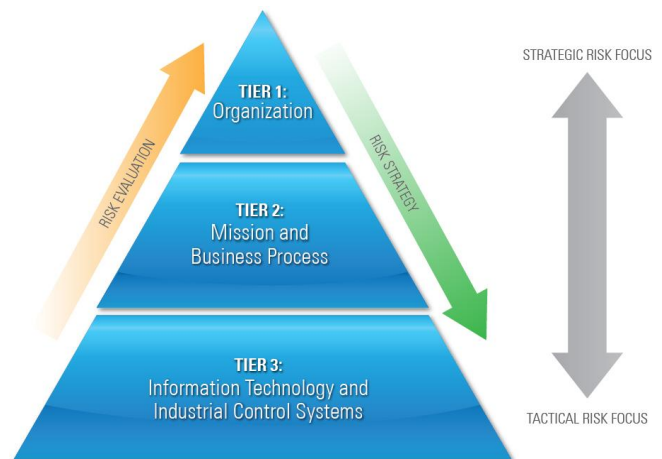 STRATEGIC RISK FOCUS
TIER 1:
Organization
RISK EVALUATION
RISK STRATEGY
TIER 2:
Mission and
Business Process
TIER 3:
Information Technology and
Industrial Control Systems
TACTICAL RISK FOCUS